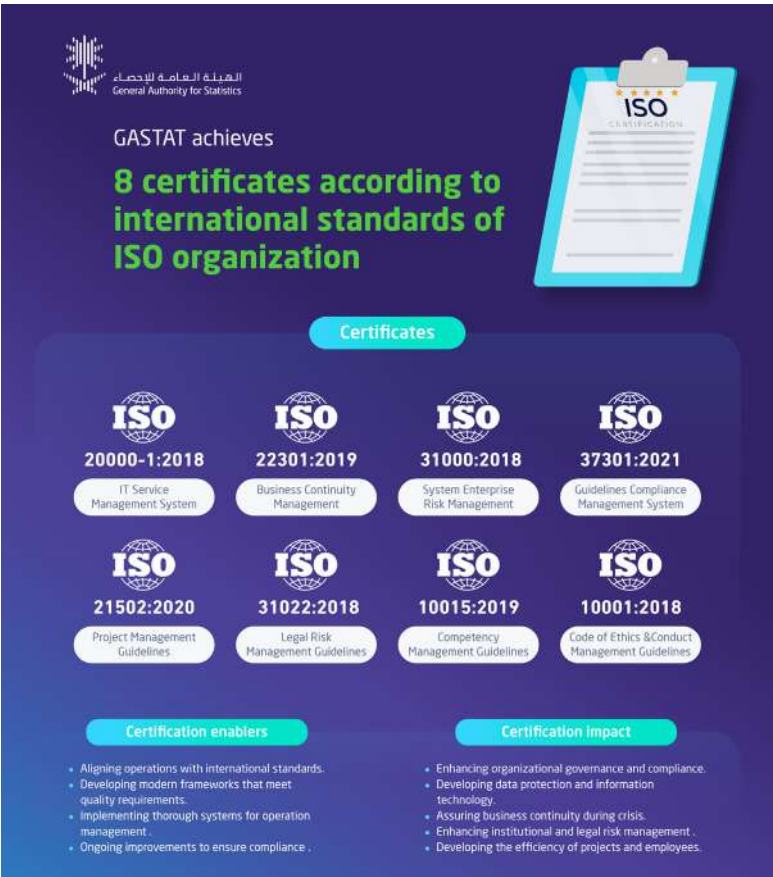 الهيئة العامة للإحصاء
General Authority for Statistics
ISO
CERTIFICATION
GASTAT achieves
8 certificates according to
international standards of
ISO organization
Certificates
ISO
20000-1:2018
IT Service
Management System
ISO
22301:2019
Business Continuity
Management
ISO
31000:2018
System Enterprise
Risk Management
ISO
37301:2021
Guidelines Compliance
Management System
ISO
21502:2020
Project Management
Guidelines
ISO
31022:2018
Legal Risk
Management Guidelines
ISO
10015:2019
Competency
Management Guidelines
ISO
10001:2018
Code of Ethics &Conduct
Management Guidelines
Certification enablers
• Aligning operations with international standards.
• Developing modern frameworks that meet
quality requirements.
• Implementing thorough systems for operation
management .
• Ongoing improvements to ensure compliance .
Certification impact
• Enhancing organizational governance and compliance.
• Developing data protection and information
technology.
• Assuring business continuity during crisis.
• Enhancing institutional and legal risk management .
• Developing the efficiency of projects and employees.